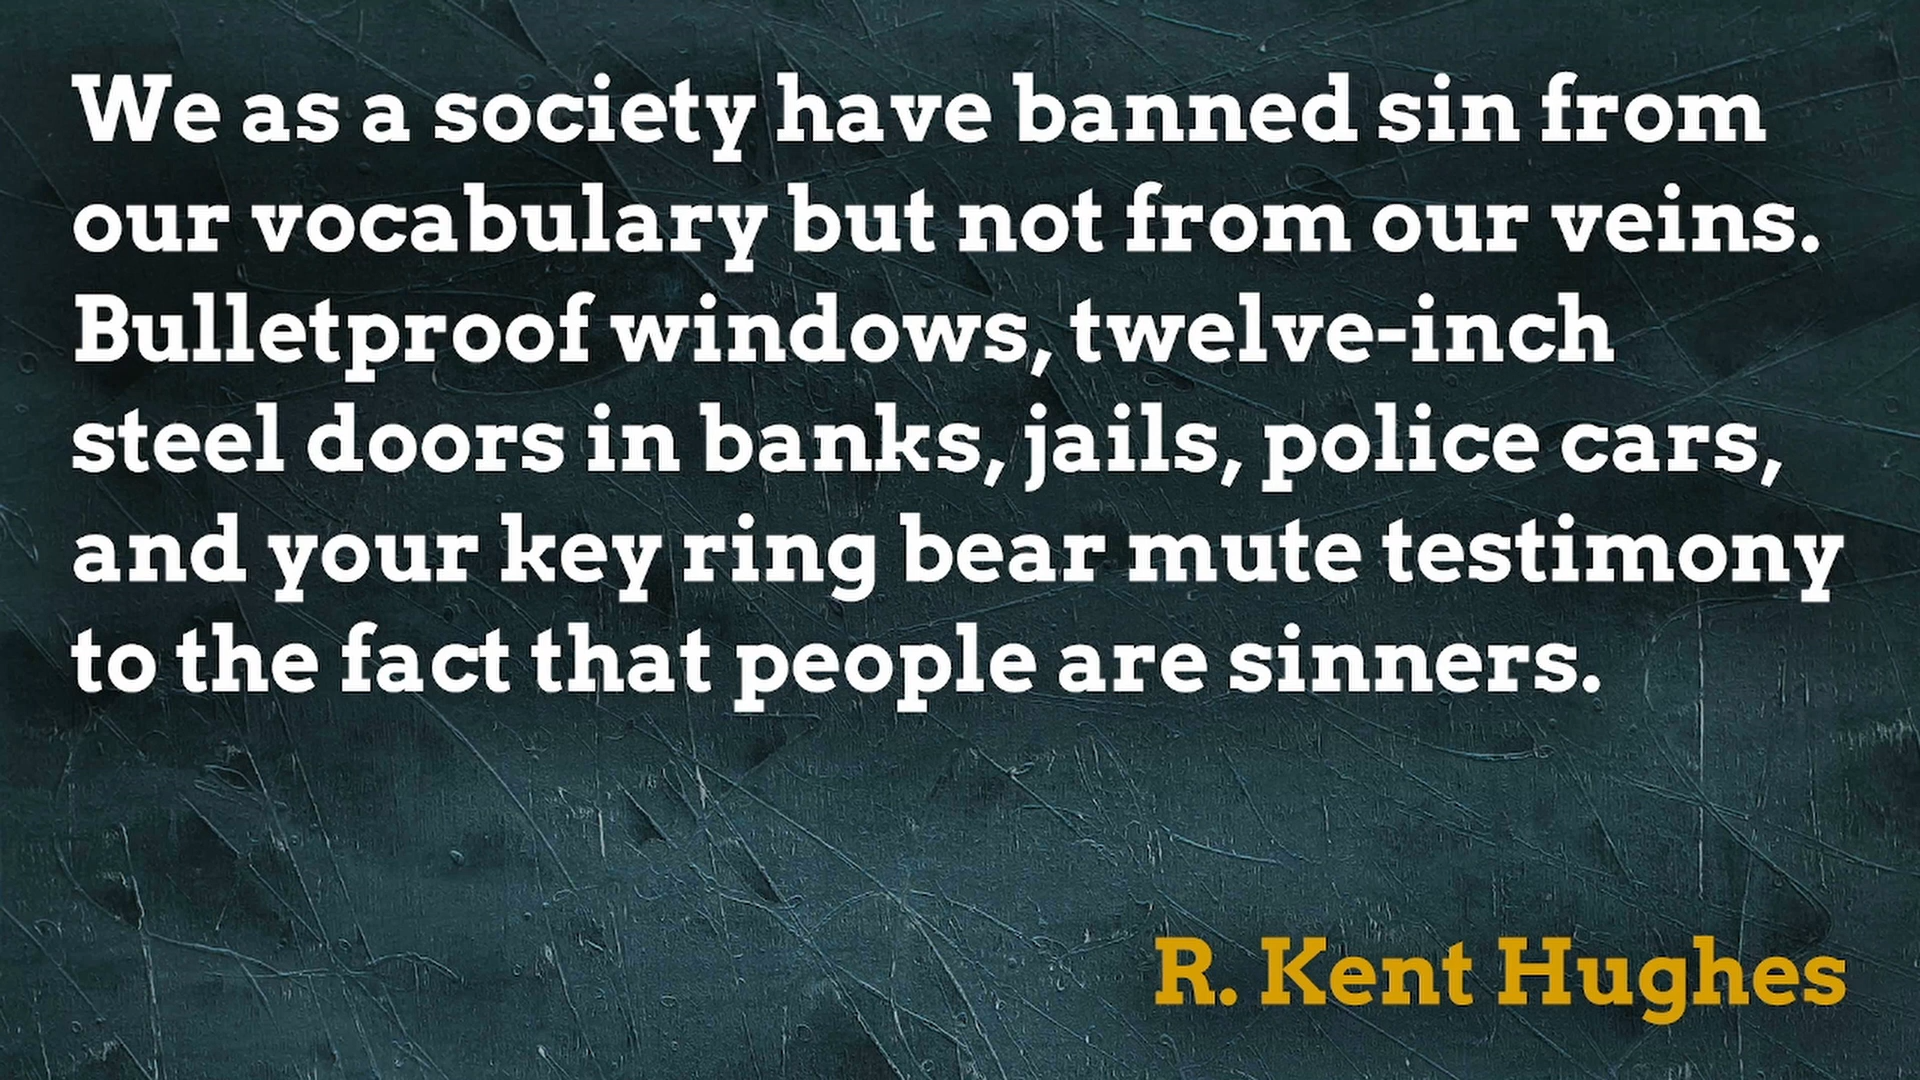 We as a society have banned sin from
our vocabulary but not from our veins.
Bulletproof windows, twelve-inch
steel doors in banks, jails, police cars,
and your key ring bear mute testimony
to the fact that people are sinners.
R. Kent Hughes